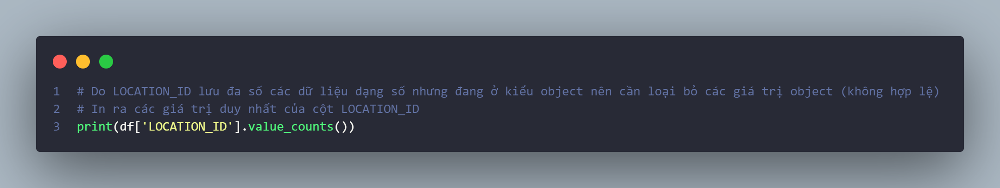 1 # Do LOCATION_ID lưu đa số các dữ liệu dạng số nhưng đang ở kiểu object nên cần loại bỏ các giá trị object (không hợp lệ)
2 # In ra các giá trị duy nhất của cột LOCATION_ID
3 print(df['LOCATION_ID'].value_counts())